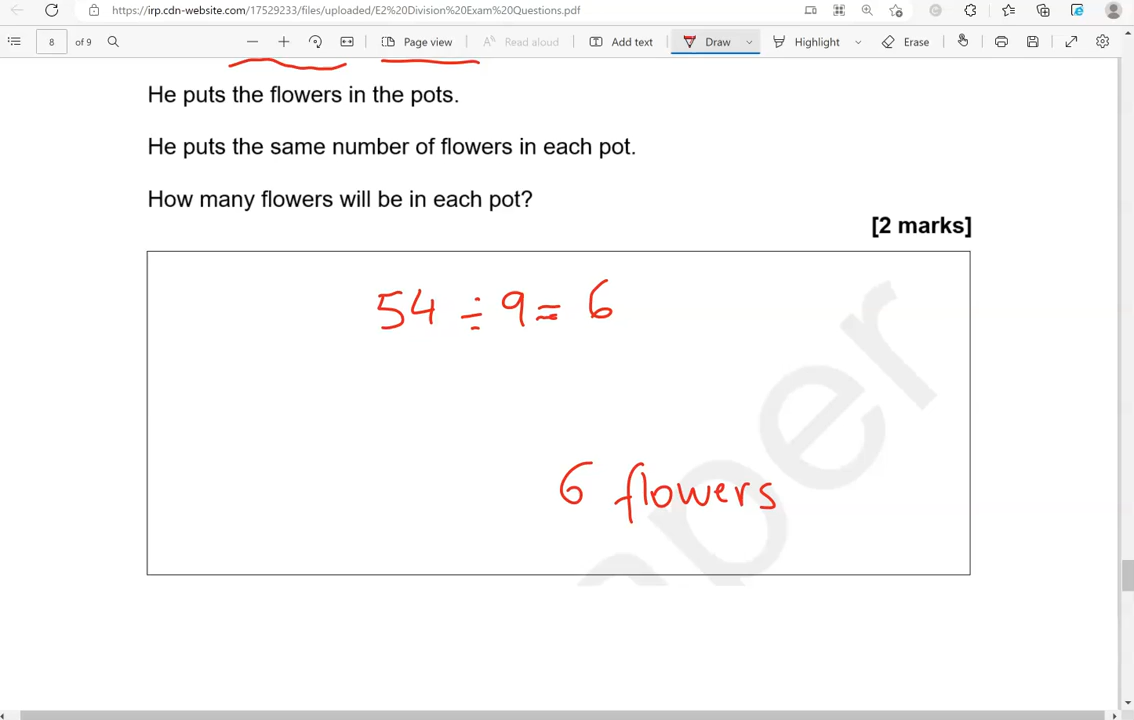 https://irp.cdn-website.com/17529233/files/uploaded/E2%20Division%20Exam%20Questions.pdf
8 of 9 Page view Read aloud Add text Draw Highlight Erase
He puts the flowers in the pots.
He puts the same number of flowers in each pot.
How many flowers will be in each pot?
[2 marks]
54 ÷ 9 = 6
6 flowers